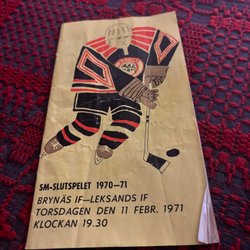 SM-SLUTSPELET 1970-71
BRYNÄS IF-LEKSANDS IF
TORSDAGEN DEN 11 FEBR. 1971
KLOCKAN 19.30